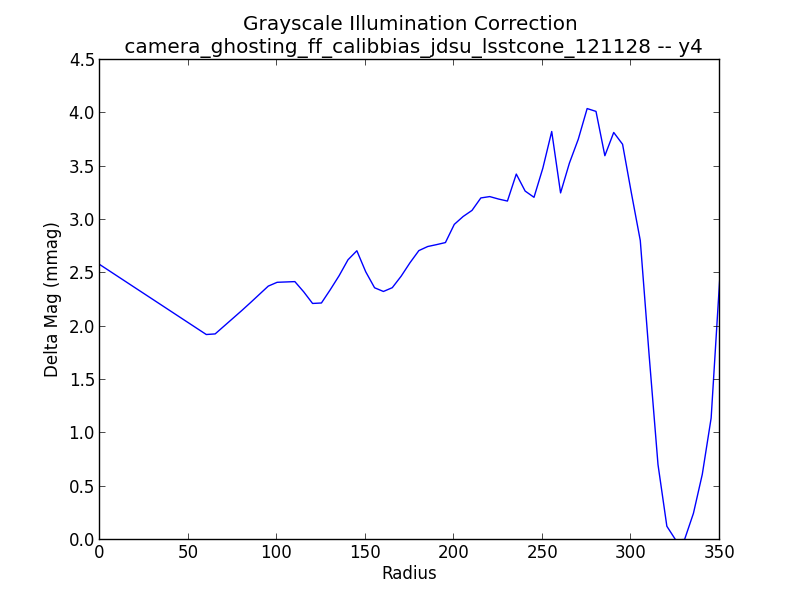 Grayscale Illumination Correction
camera_ghosting_ff_calibbias_jdsu_lsstcone_121128 -- y4
4.5
4.0
3.5
3.0
2.5
2.0
1.5
1.0
0.5
0.0
Delta Mag (mmag)
0 50 100 150 200 250 300 350
Radius